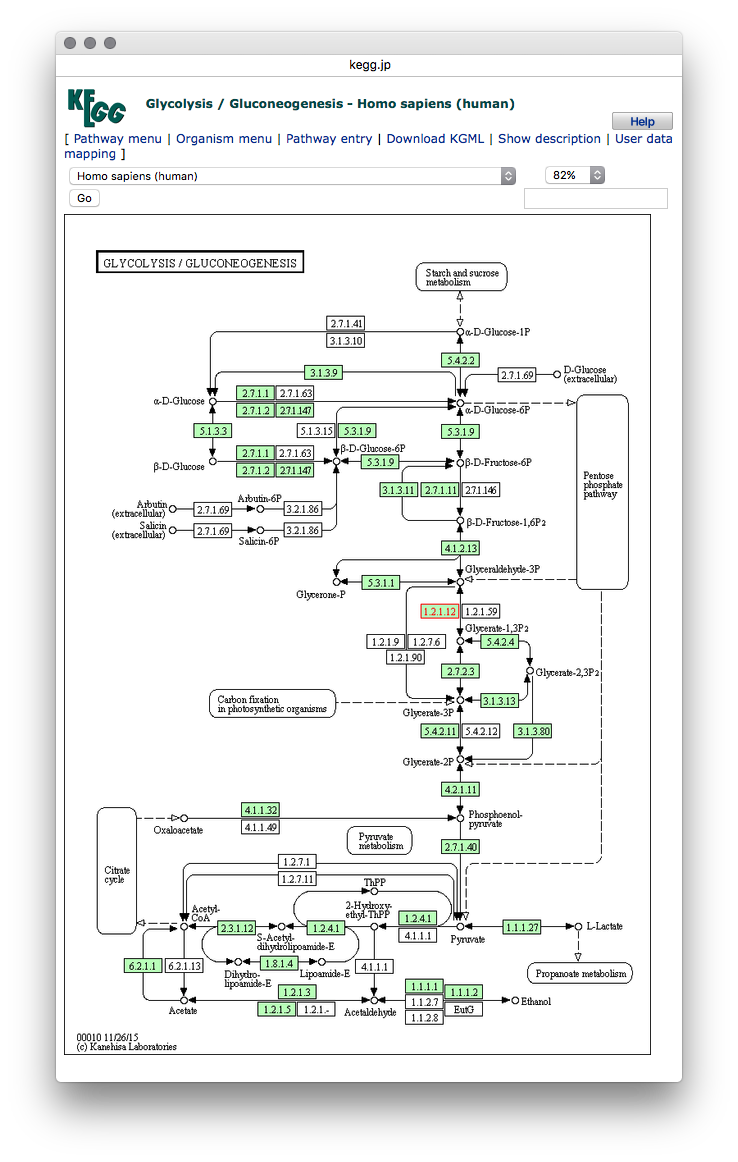 kegg.jp
KEGG
Glycolysis / Gluconeogenesis - Homo sapiens (human)
Help
[ Pathway menu | Organism menu | Pathway entry | Download KGML | Show description | User data
mapping ]
Homo sapiens (human)
82%
Go
GLYCOLYSIS / GLUCONEOGENESIS
Starch and sucrose
metabolism
2.7.1.41
3.1.3.10
α-D-Glucose-1P
5.4.2.2
3.1.3.9
2.7.1.69
D-Glucose
(extracellular)
α-D-Glucose
2.7.1.1
2.7.1.63
2.7.1.2
2.7.1.147
α-D-Glucose-6P
5.1.3.3
5.1.3.15
5.3.1.9
5.3.1.9
β-D-Glucose
2.7.1.1
2.7.1.63
2.7.1.2
2.7.1.147
β-D-Glucose-6P
5.3.1.9
β-D-Fructose-6P
Pentose
phosphate
pathway
3.1.3.11
2.7.1.11
2.7.1.146
Arbutin
(extracellular)
2.7.1.69
Arbutin-6P
3.2.1.86
Salicin
(extracellular)
2.7.1.69
Salicin-6P
3.2.1.86
β-D-Fructose-1,6P2
4.1.2.13
Glyceraldehyde-3P
5.3.1.1
Glycerone-P
1.2.1.12
1.2.1.59
Glycerate-1,3P2
1.2.1.9
1.2.7.6
1.2.1.90
5.4.2.4
2.7.2.3
Glycerate-2,3P2
Carbon fixation
in photosynthetic organisms
3.1.3.13
Glycerate-3P
5.4.2.11
5.4.2.12
3.1.3.80
Glycerate-2P
4.2.1.11
4.1.1.32
4.1.1.49
Oxaloacetate
Phosphoenol-
pyruvate
Pyruvate
metabolism
2.7.1.40
Citrate
cycle
1.2.7.1
1.2.7.11
ThPP
Acetyl-
CoA
2-Hydroxy-
ethyl-ThPP
2.3.1.12
1.2.4.1
1.2.4.1
4.1.1.1
Pyruvate
1.1.1.27
L-Lactate
S-Acetyl-
dihydrolipoamide-E
6.2.1.1
6.2.1.13
1.8.1.4
Dihydro-
lipoamide-E
Lipoamide-E
4.1.1.1
Propanoate metabolism
1.2.1.3
1.2.1.5
1.2.1.-
Acetate
Acetaldehyde
1.1.1.1
1.1.1.2
1.1.2.7
EutG
1.1.2.8
Ethanol
00010 11/26/15
(c) Kanehisa Laboratories